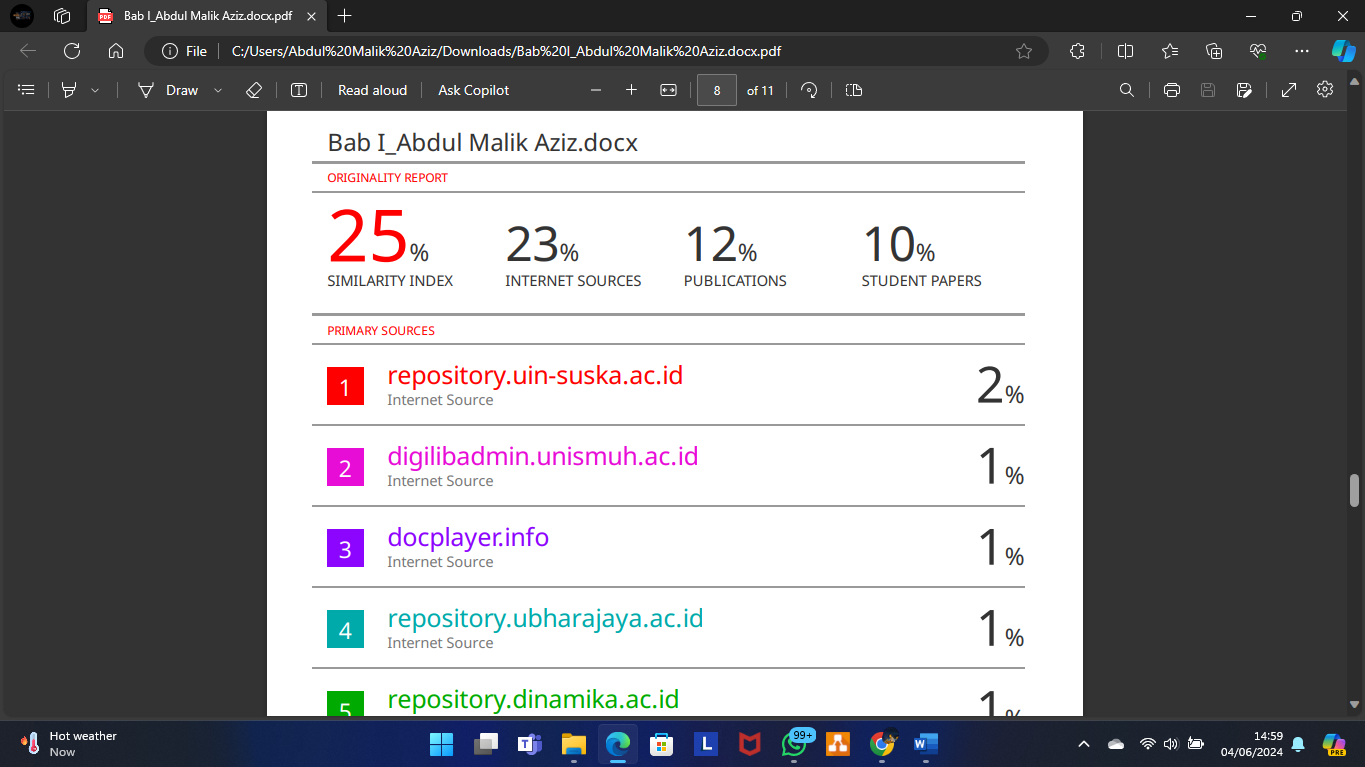 Bab I_Abdul Malik Aziz.docx.pdf
File
C:/Users/Abdul%20Malik%20Aziz/Downloads/Bab%20I_Abdul%20Malik%20Aziz.docx.pdf
Draw
Read aloud
Ask Copilot
8 of 11
Bab I_Abdul Malik Aziz.docx
ORIGINALITY REPORT
25% 23% 12% 10%
SIMILARITY INDEX INTERNET SOURCES PUBLICATIONS STUDENT PAPERS
PRIMARY SOURCES
1 repository.uin-suska.ac.id 2%
Internet Source
2 digilibadmin.unismuh.ac.id 1%
Internet Source
3 docplayer.info 1%
Internet Source
4 repository.ubharajaya.ac.id 1%
Internet Source
5 repository.dinamika.ac.id 1%
Hot weather
Now
99+
14:59
04/06/2024